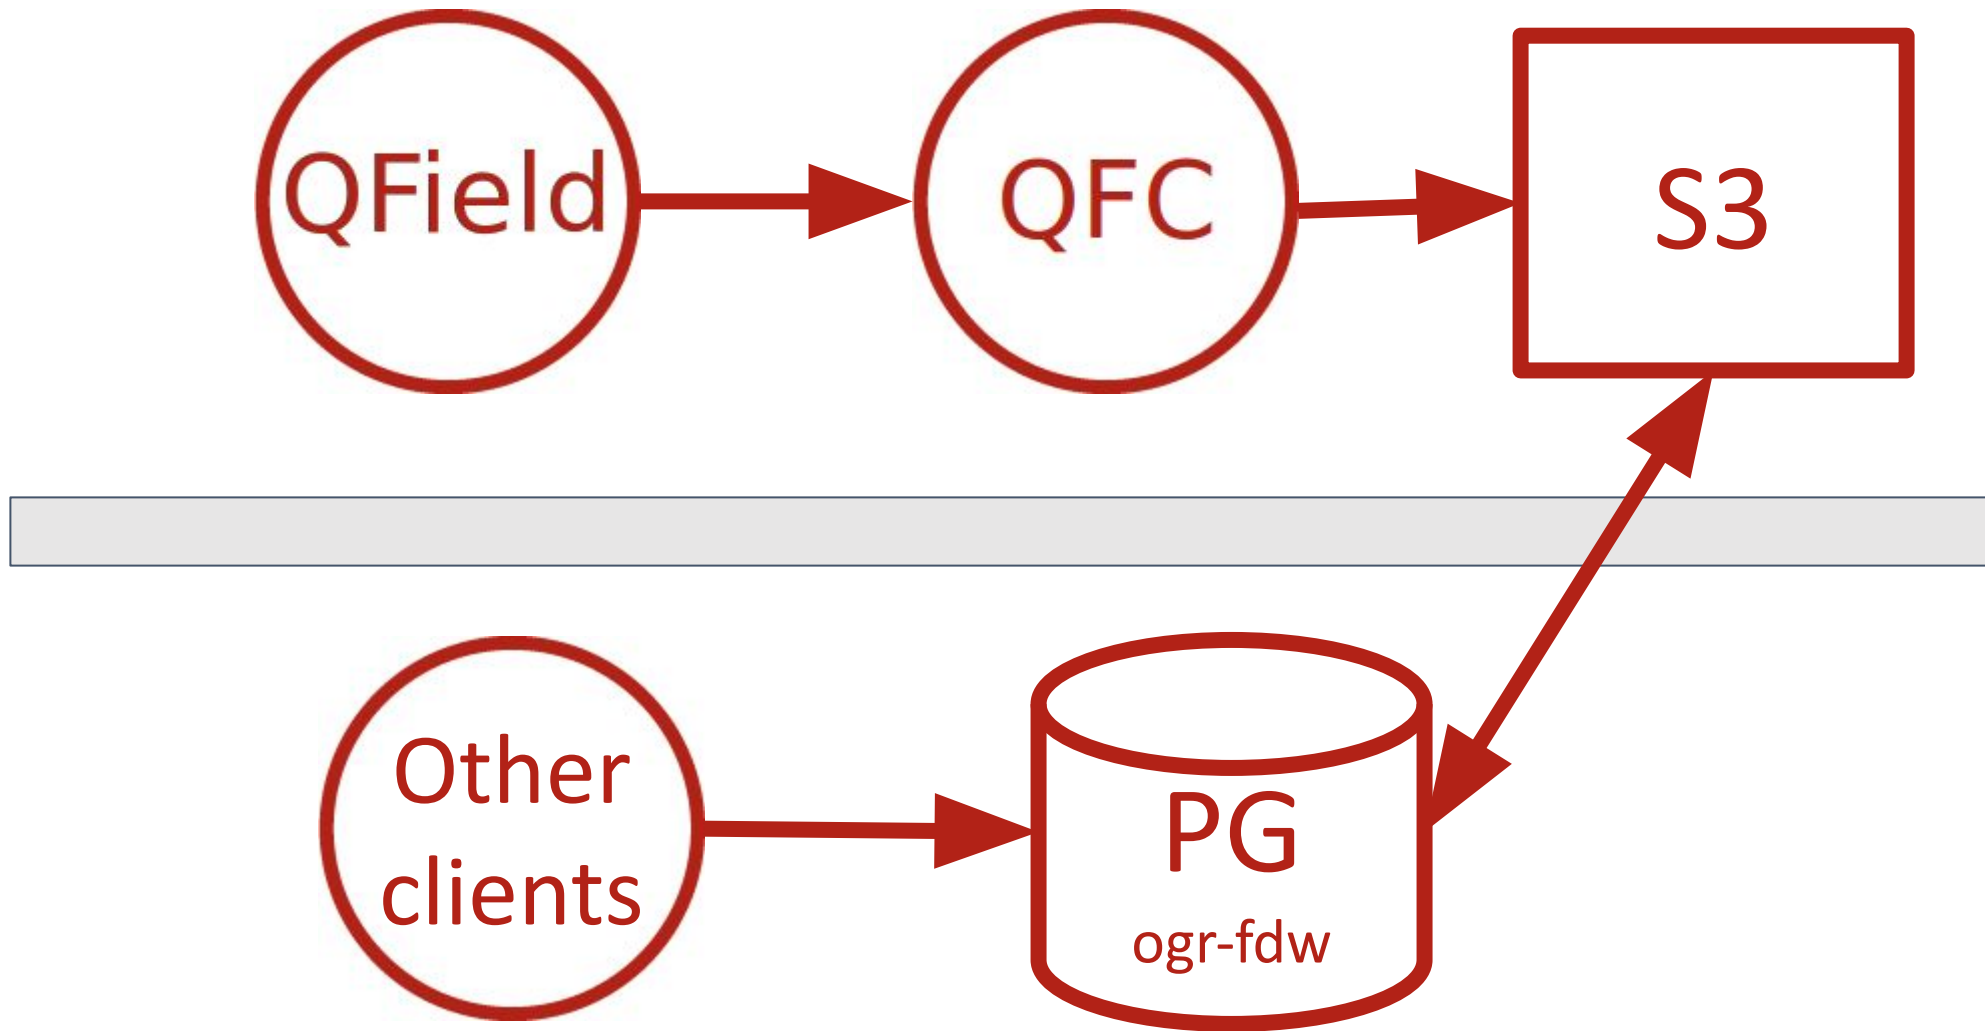 QField
QFC
S3
Other
clients
PG
ogr-fdw